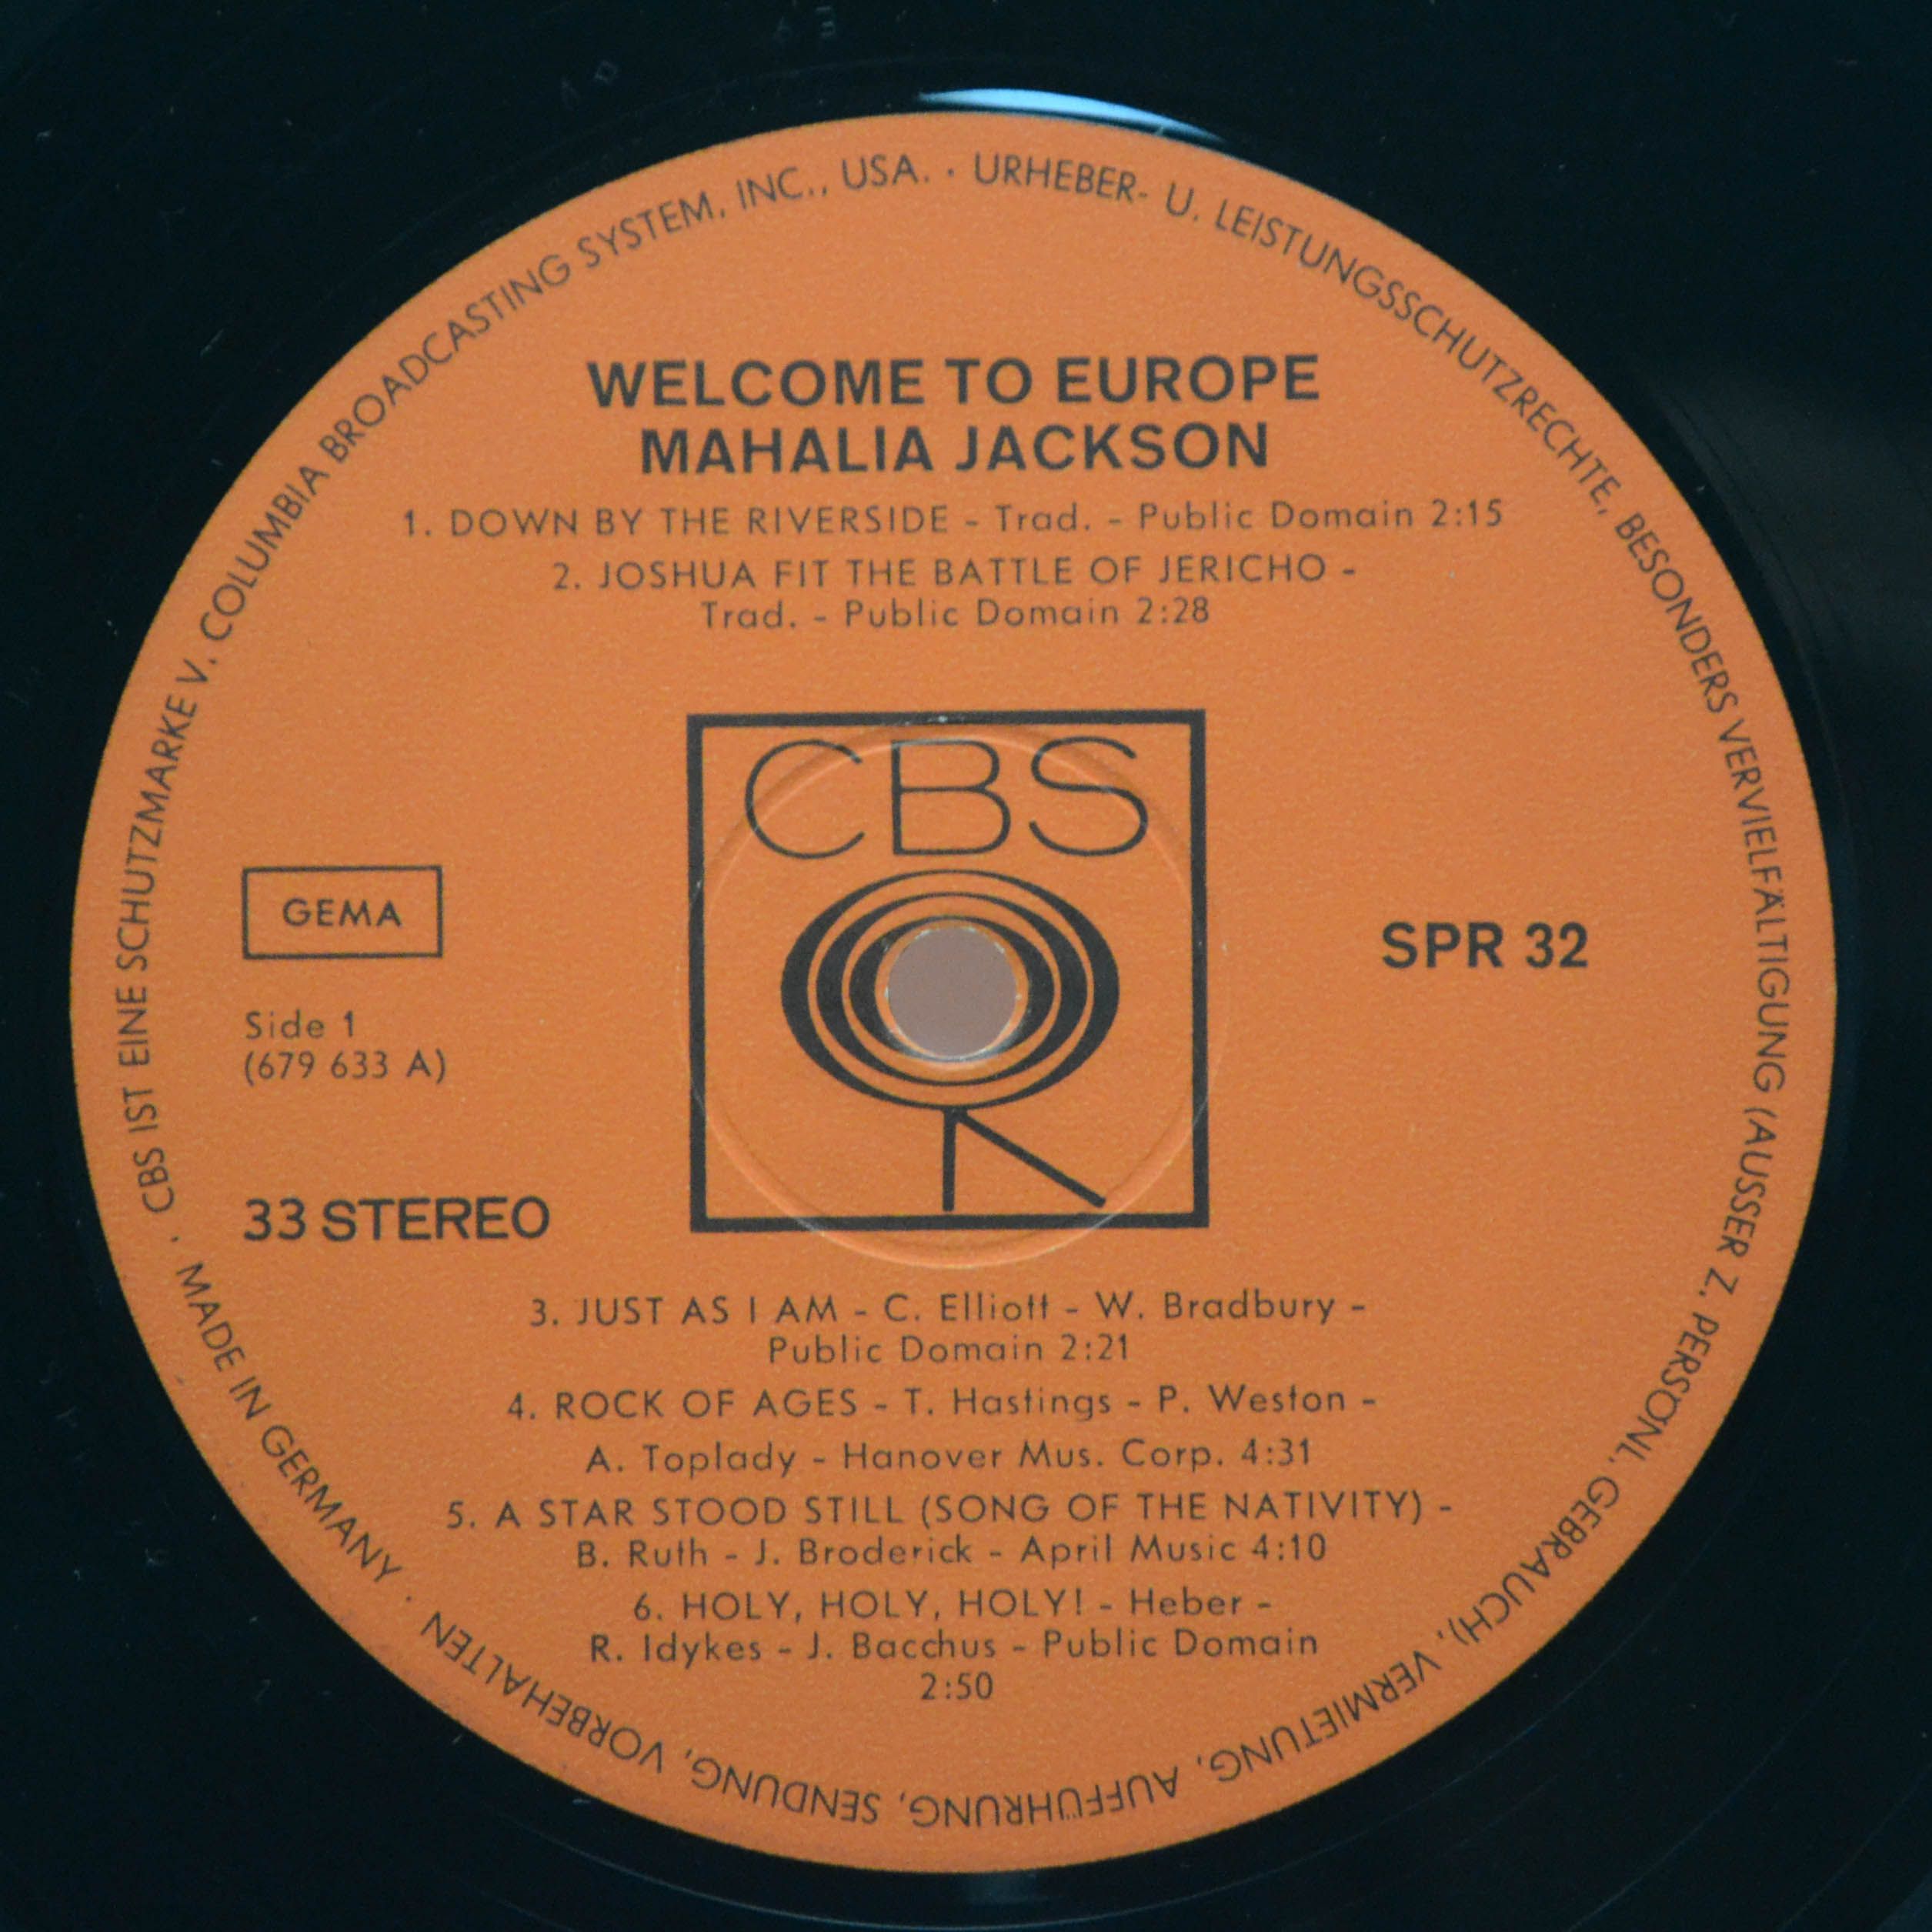 CBS IST EINE SCHUTZMARKE V. COLUMBIA BROADCASTING SYSTEM, INC., USA. · URHEBER- U. LEISTUNGSSCHUTZRECHTE, BESONDERS VERVIELFÄLTIGUNG (AUSSER Z. PERSÖNL. GEBRAUCH), VERMIETUNG, AUFFÜHRUNG, SENDUNG, VORBEHALTEN · MADE IN GERMANY ·
WELCOME TO EUROPE
MAHALIA JACKSON
1. DOWN BY THE RIVERSIDE - Trad. - Public Domain 2:15
2. JOSHUA FIT THE BATTLE OF JERICHO -
Trad. - Public Domain 2:28
CBS
GEMA
SPR 32
Side 1
(679 633 A)
33 STEREO
3. JUST AS I AM - C. Elliott - W. Bradbury -
Public Domain 2:21
4. ROCK OF AGES - T. Hastings - P. Weston -
A. Toplady - Hanover Mus. Corp. 4:31
5. A STAR STOOD STILL (SONG OF THE NATIVITY) -
B. Ruth - J. Broderick - April Music 4:10
6. HOLY, HOLY, HOLY! - Heber -
R. Idykes - J. Bacchus - Public Domain
2:50